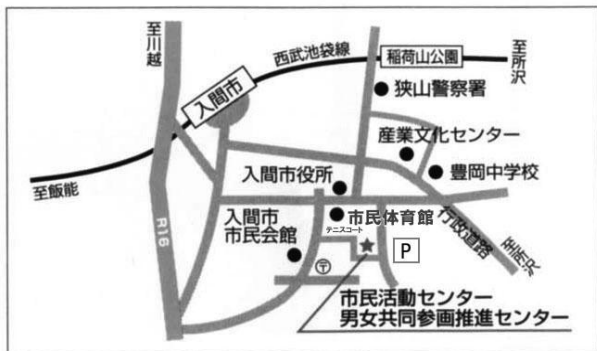 至川越
西武池袋線
稲荷山公園
至所沢
入間市
狭山警察署
産業文化センター
至飯能
入間市役所
豊岡中学校
R16
入間市
市民会館
市民体育館
テニスコート
行政道路
至所沢
〒
P
市民活動センター
男女共同参画推進センター